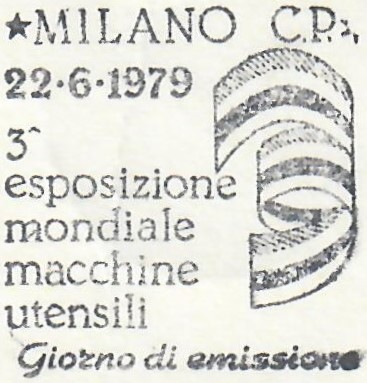 ★MILANO C.P.
22·6·1979
3^
esposizione
mondiale
macchine
utensili
Giorno di emissione